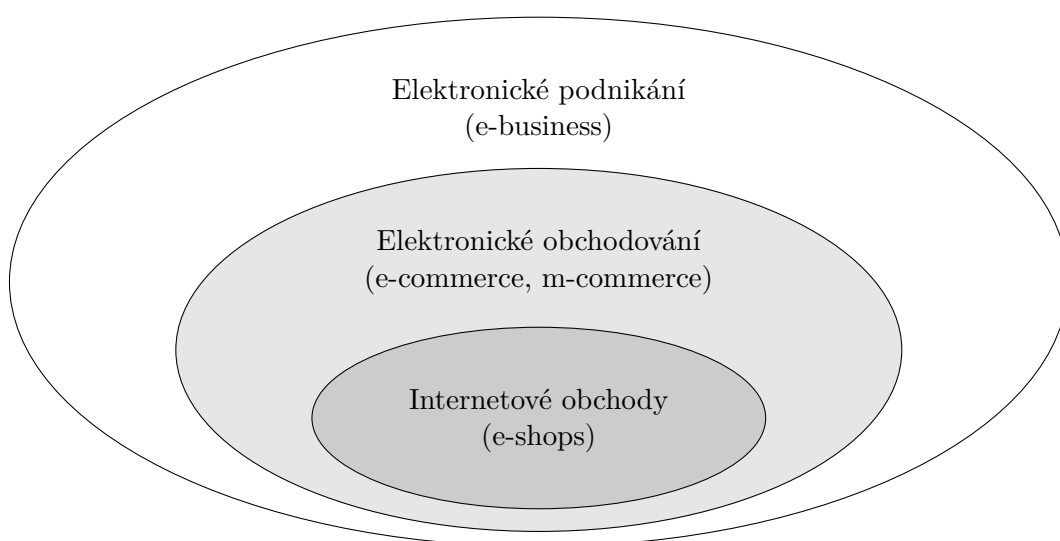 Elektronické podnikání
(e-business)
Elektronické obchodování
(e-commerce, m-commerce)
Internetové obchody
(e-shops)